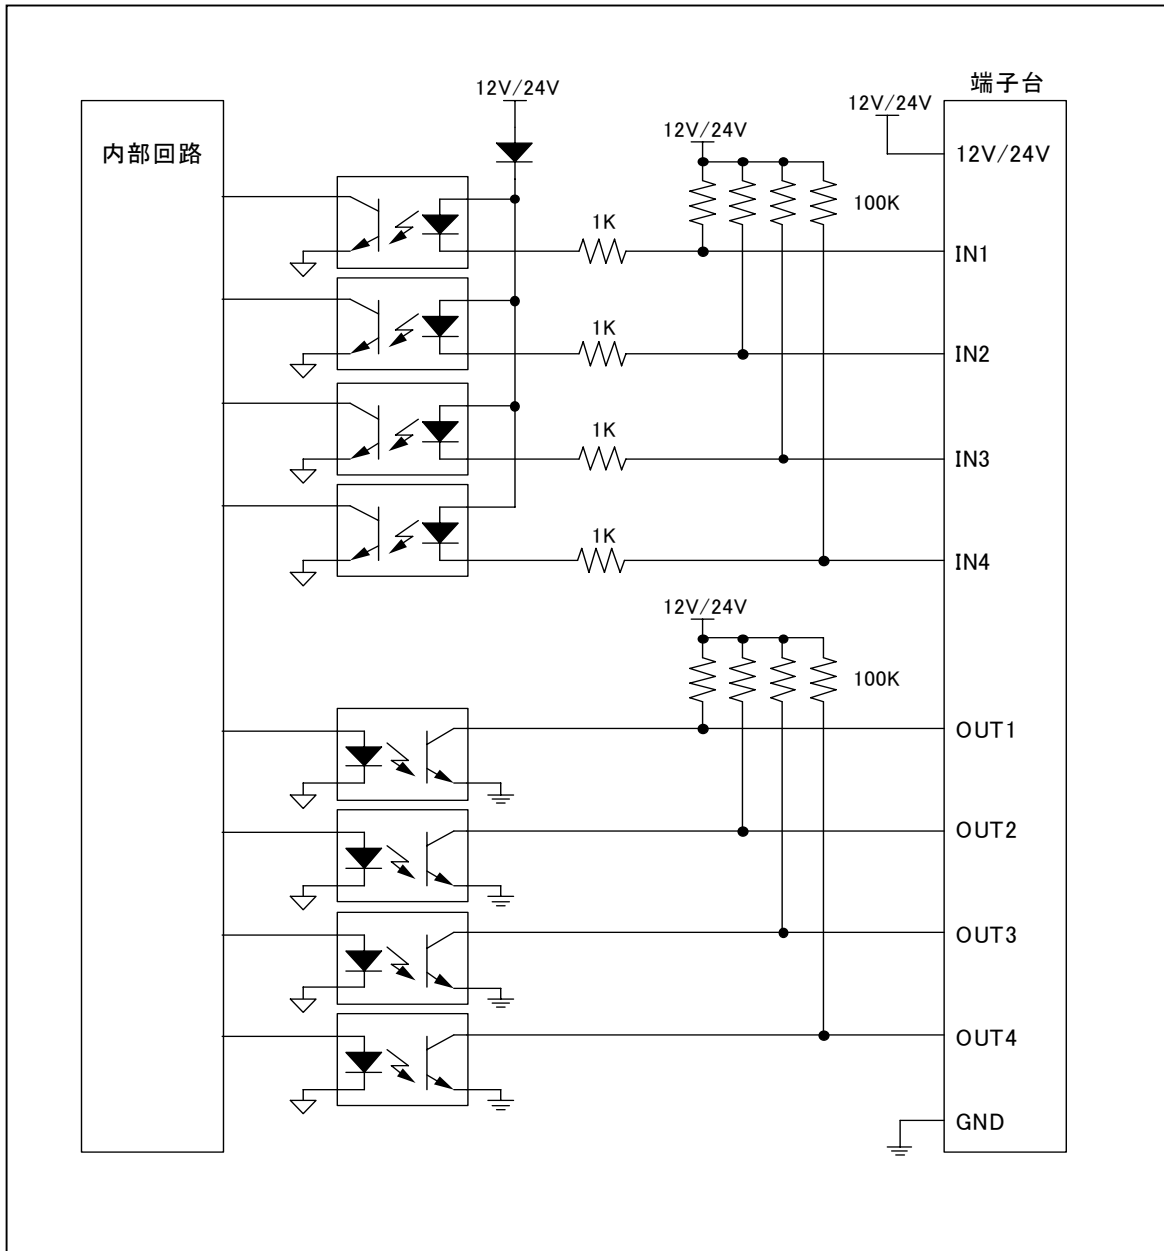 端子台
12V/24V
12V/24V
内部回路
12V/24V
12V/24V
100K
1K
IN1
1K
IN2
1K
IN3
1K
IN4
12V/24V
100K
OUT1
OUT2
OUT3
OUT4
GND